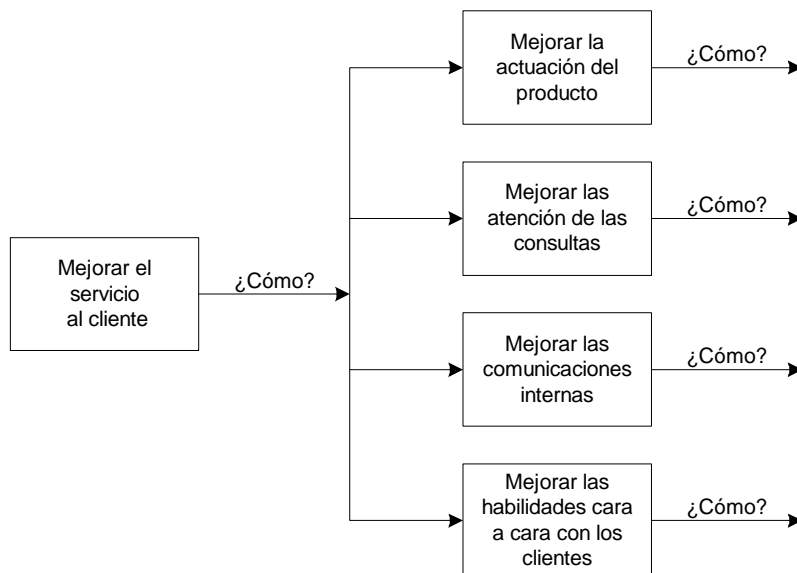 Mejorar el
servicio
al cliente
¿Cómo?
Mejorar la
actuación del
producto
¿Cómo?
Mejorar las
atención de las
consultas
¿Cómo?
Mejorar las
comunicaciones
internas
¿Cómo?
Mejorar las
habilidades cara
a cara con los
clientes
¿Cómo?